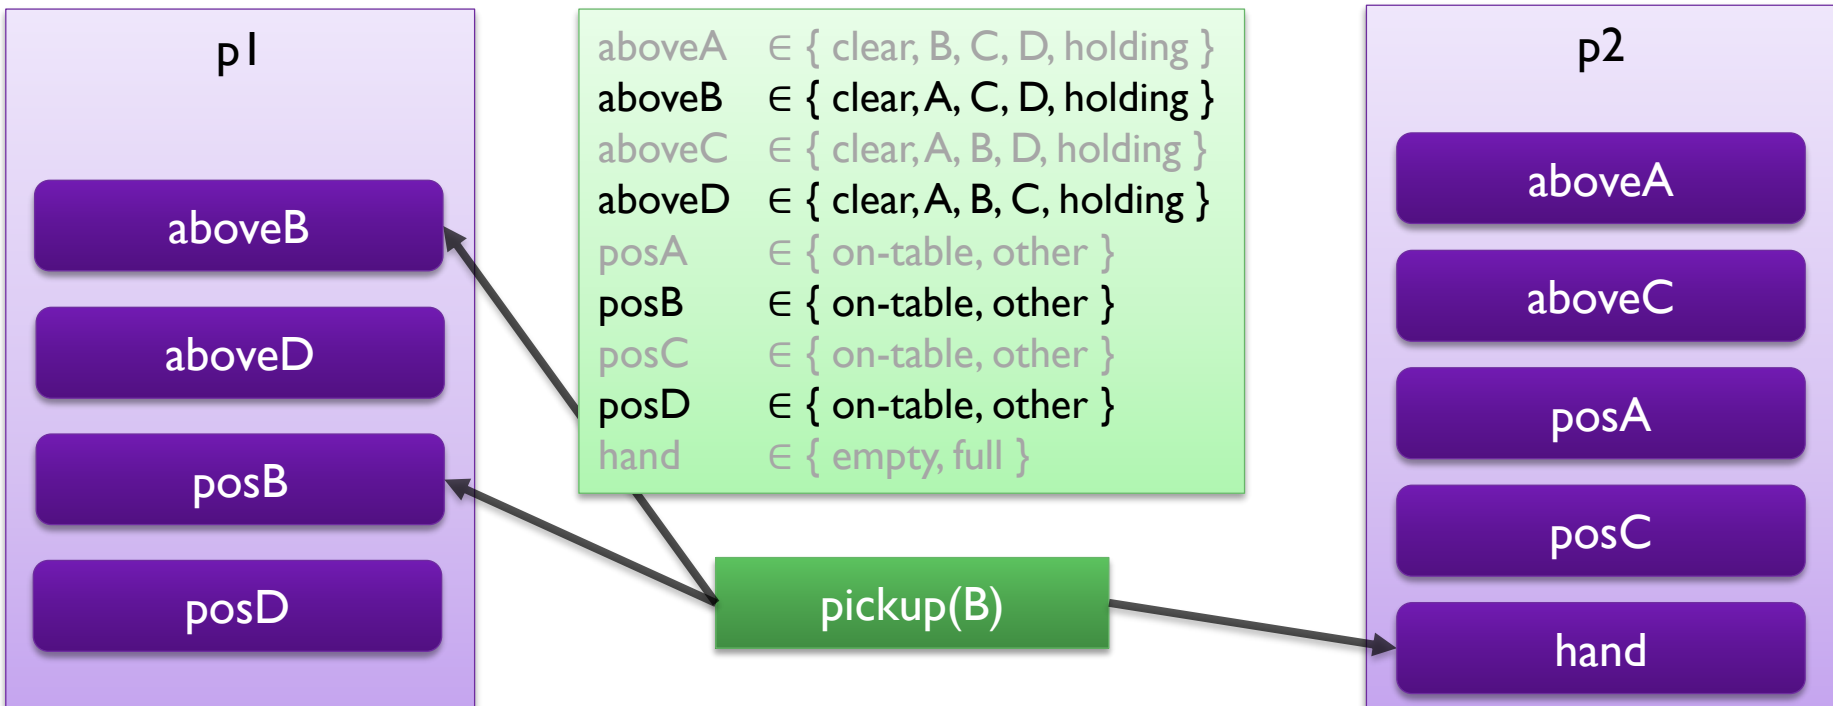 p1
aboveB
aboveD
posB
posD
aboveA ∈ { clear, B, C, D, holding }
aboveB ∈ { clear, A, C, D, holding }
aboveC ∈ { clear, A, B, D, holding }
aboveD ∈ { clear, A, B, C, holding }
posA ∈ { on-table, other }
posB ∈ { on-table, other }
posC ∈ { on-table, other }
posD ∈ { on-table, other }
hand ∈ { empty, full }
pickup(B)
p2
aboveA
aboveC
posA
posC
hand